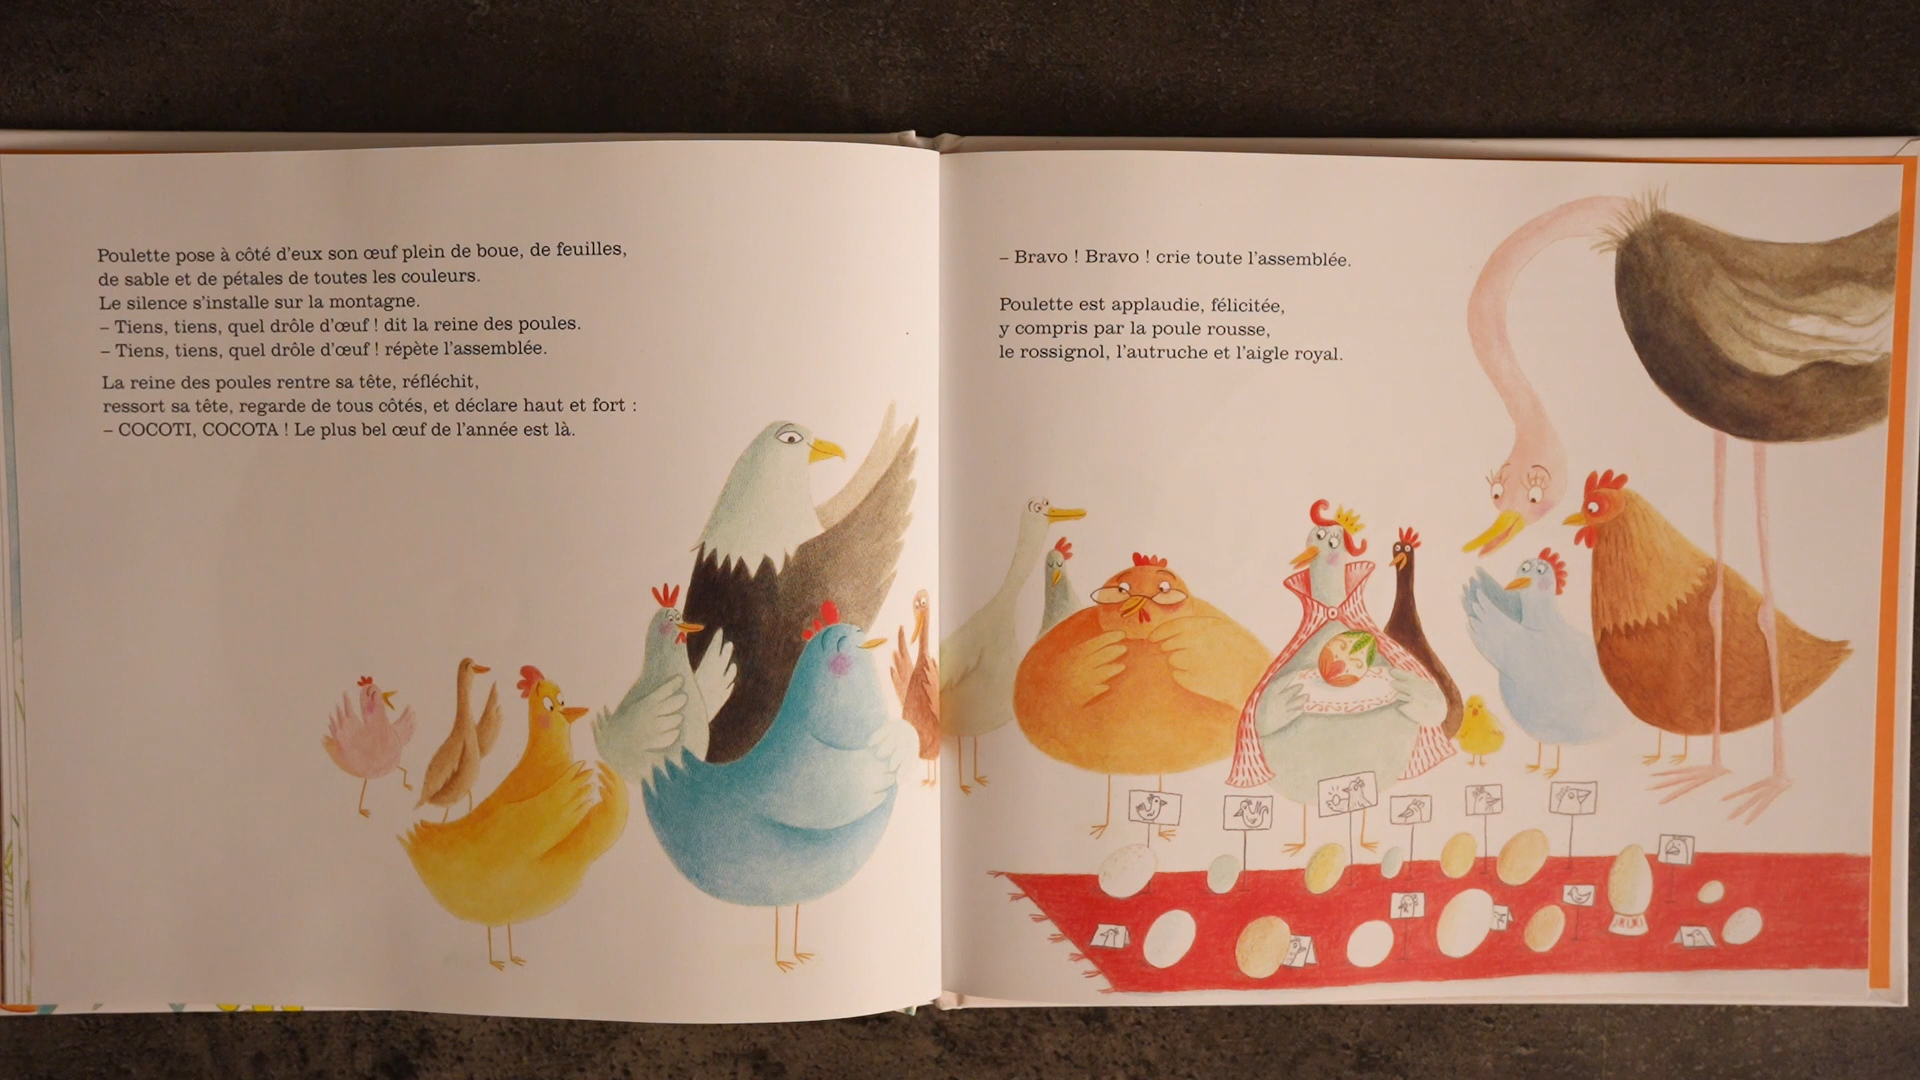 Poulette pose à côté d'eux son œuf plein de boue, de feuilles,
de sable et de pétales de toutes les couleurs.
Le silence s'installe sur la montagne.
– Tiens, tiens, quel drôle d'œuf ! dit la reine des poules.
– Tiens, tiens, quel drôle d'œuf ! répète l'assemblée.
La reine des poules rentre sa tête, réfléchit,
ressort sa tête, regarde de tous côtés, et déclare haut et fort :
– COCOTI, COCOTA ! Le plus bel œuf de l'année est là.
– Bravo ! Bravo ! crie toute l'assemblée.
Poulette est applaudie, félicitée,
y compris par la poule rousse,
le rossignol, l'autruche et l'aigle royal.